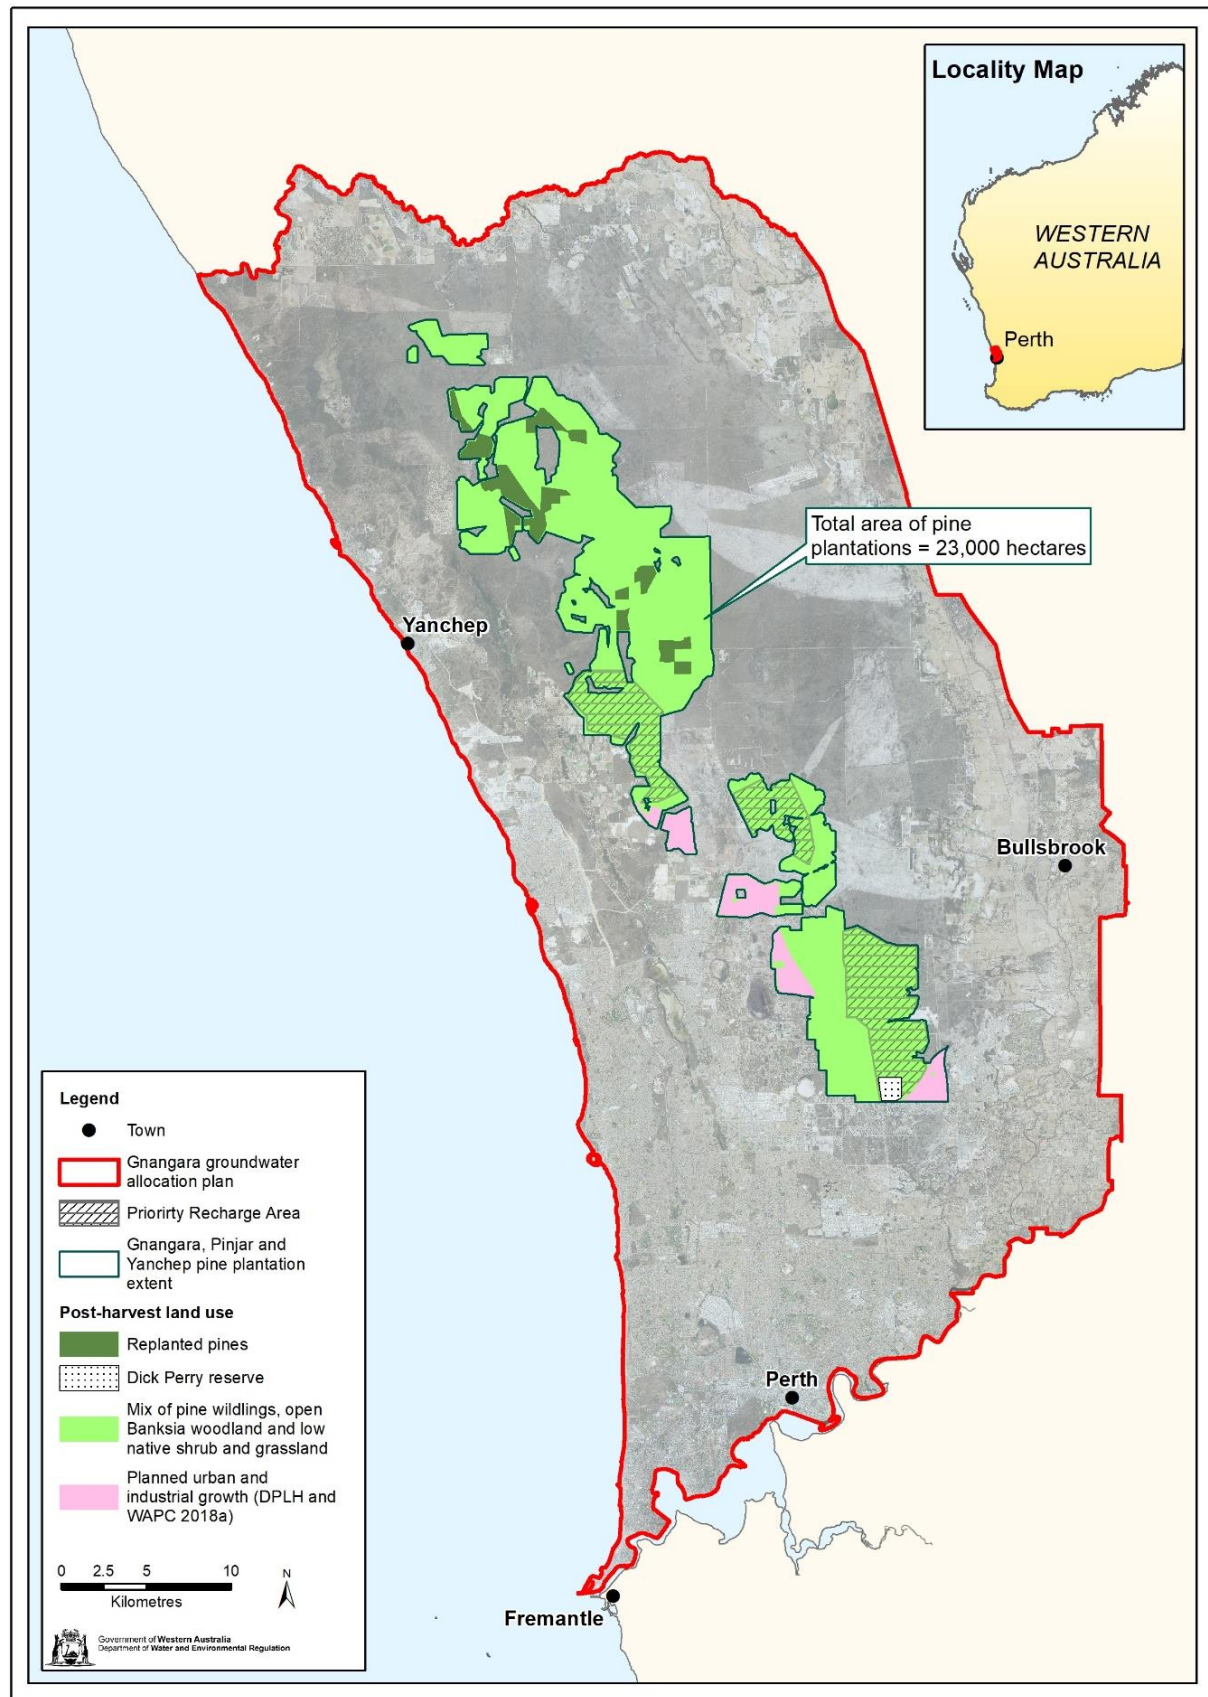 Locality Map
WESTERN
AUSTRALIA
Perth
Total area of pine
plantations = 23,000 hectares
Yanchep
Bullsbrook
Perth
Fremantle
Legend
Town
Gnangara groundwater
allocation plan
Priorirty Recharge Area
Gnangara, Pinjar and
Yanchep pine plantation
extent
Post-harvest land use
Replanted pines
Dick Perry reserve
Mix of pine wildlings, open
Banksia woodland and low
native shrub and grassland
Planned urban and
industrial growth (DPLH and
WAPC 2018a)
0 2.5 5 10
Kilometres
N
Government of Western Australia
Department of Water and Environmental Regulation